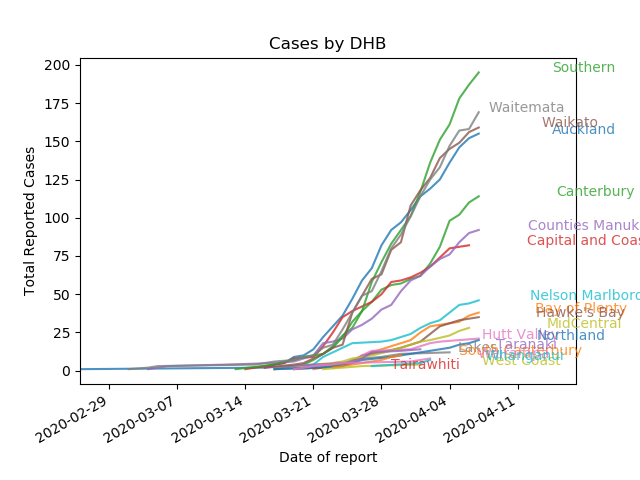 Cases by DHB
Total Reported Cases
200
175
150
125
100
75
50
25
0
Southern
Waitemata
Waikato
Auckland
Canterbury
Counties Manuk
Capital and Coas
Nelson Marlboro
Bay of Plenty
Hawke's Bay
MidCentral
Northland
Hutt Valley
Taranaki
Lakes
South Canterbury
Whanganui
West Coast
Tairawhiti
2020-02-29
2020-03-07
2020-03-14
2020-03-21
2020-03-28
2020-04-04
2020-04-11
Date of report